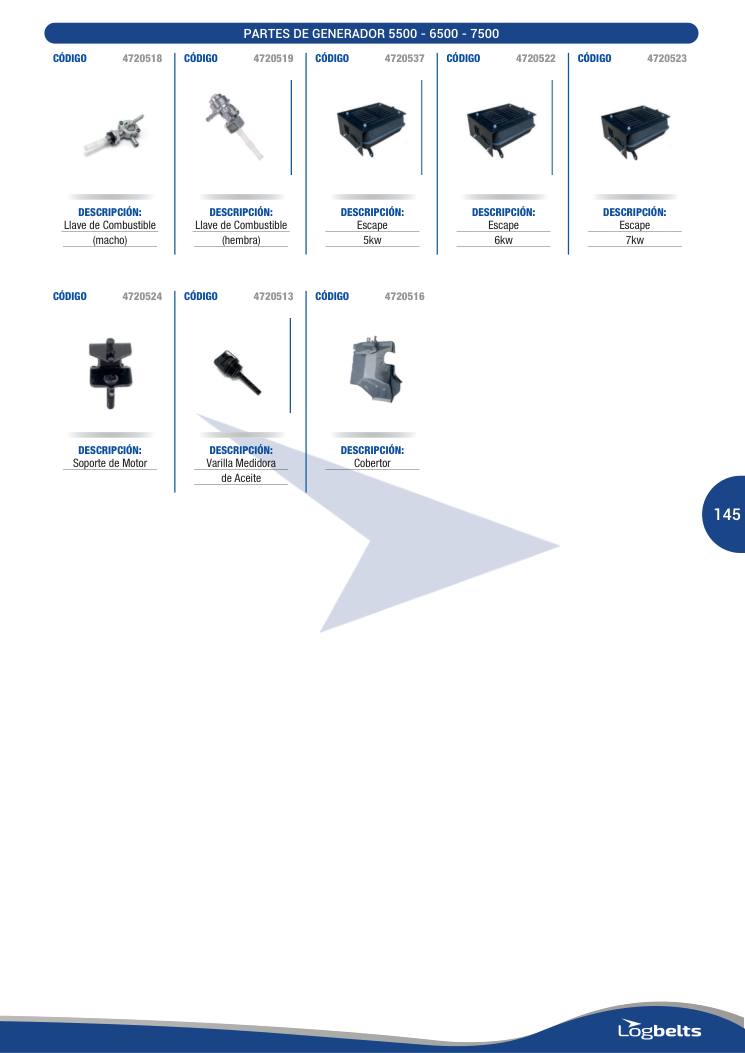 PARTES DE GENERADOR 5500 - 6500 - 7500
CÓDIGO 4720518
DESCRIPCIÓN:
Llave de Combustible
(macho)
CÓDIGO 4720519
DESCRIPCIÓN:
Llave de Combustible
(hembra)
CÓDIGO 4720537
DESCRIPCIÓN:
Escape
5kw
CÓDIGO 4720522
DESCRIPCIÓN:
Escape
6kw
CÓDIGO 4720523
DESCRIPCIÓN:
Escape
7kw
CÓDIGO 4720524
DESCRIPCIÓN:
Soporte de Motor
CÓDIGO 4720513
DESCRIPCIÓN:
Varilla Medidora
de Aceite
CÓDIGO 4720516
DESCRIPCIÓN:
Cobertor
145
Logbelts